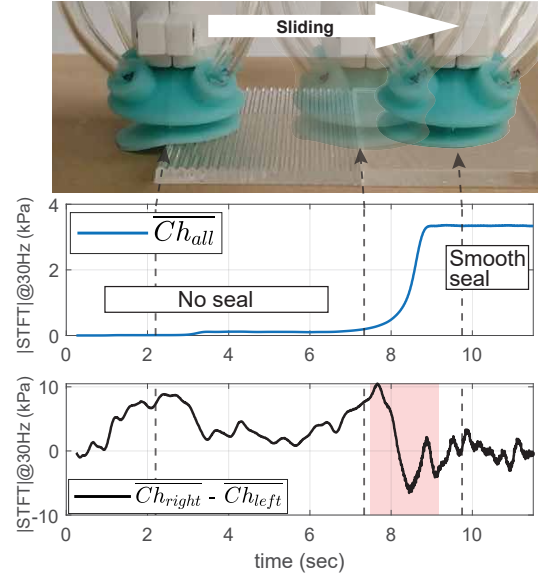 Sliding
|STFT|@30Hz (kPa)
4
2
0
Ch_all
No seal
Smooth
seal
0 2 4 6 8 10
|STFT|@30Hz (kPa)
10
0
-10
Ch_right - Ch_left
0 2 4 6 8 10
time (sec)